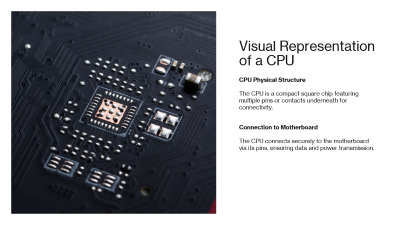 Visual Representation
of a CPU
CPU Physical Structure
The CPU is a compact square chip featuring
multiple pins or contacts underneath for
connectivity.
Connection to Motherboard
The CPU connects securely to the motherboard
via its pins, ensuring data and power transmission.